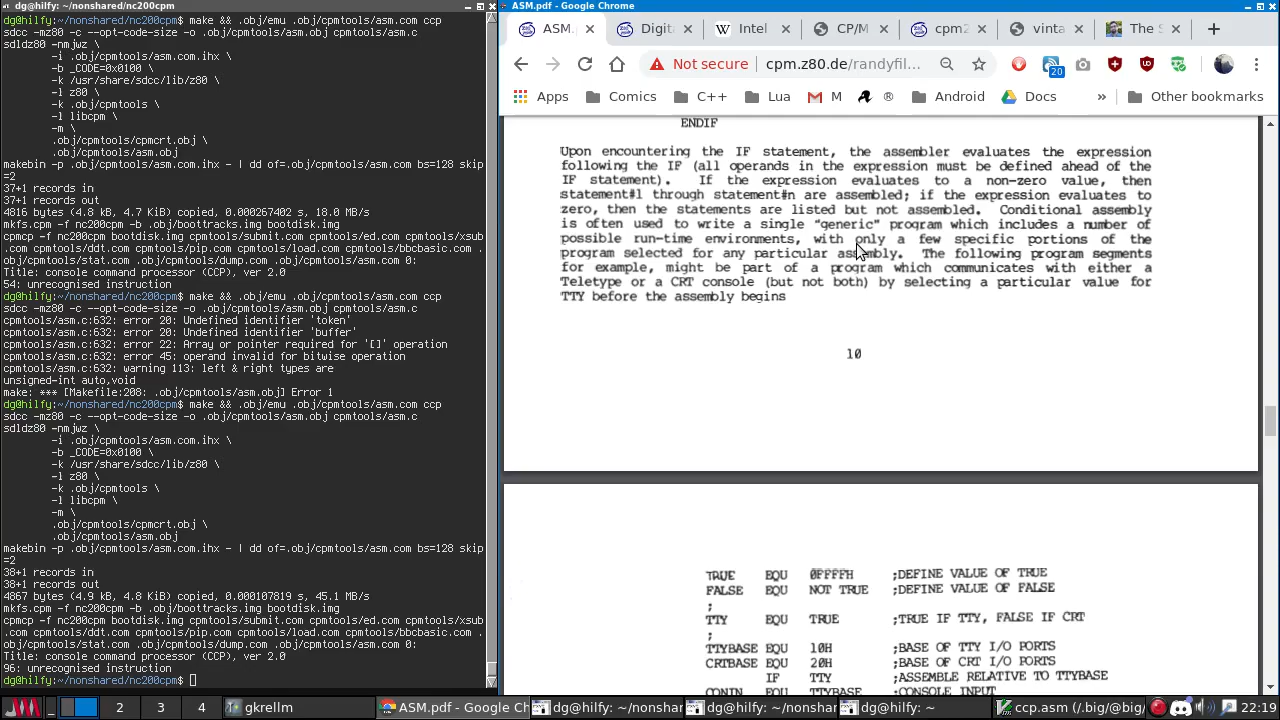 dg@hilfy: ~/nonshared/nc200cpm
dg@hilfy:~/nonshared/nc200cpm$ make && .obj/emu .obj/cpmtools/asm.com ccp
sdcc -mz80 -c --opt-code-size -o .obj/cpmtools/asm.obj cpmtools/asm.c
sdldz80 -nmjwz \
-i .obj/cpmtools/asm.com.ihx \
-b _CODE=0x0100 \
-k /usr/share/sdcc/lib/z80 \
-l z80 \
-k .obj/cpmtools \
-l libcpm \
-m \
.obj/cpmtools/cpmcrt.obj \
.obj/cpmtools/asm.obj
makebin -p .obj/cpmtools/asm.com.ihx - | dd of=.obj/cpmtools/asm.com bs=128 skip
=2
37+1 records in
37+1 records out
bytes (4.8 kB, 4.7 KiB) copied, 0.000267402 s, 18.0 MB/s
mkfs.cpm -f nc200cpm -b .obj/boottracks.img bootdisk.img
cpmcp -f nc200cpm bootdisk.img cpmtools/submit.com cpmtools/ed.com cpmtools/xsub
.com cpmtools/ddt.com cpmtools/pip.com cpmtools/load.com cpmtools/bbcbasic.com .
obj/cpmtools/stat.com .obj/cpmtools/dump.com .obj/cpmtools/asm.com 0:
Title: console command processor (CCP), ver 2.0
54: unrecognised instruction
dg@hilfy:~/nonshared/nc200cpm$ make && .obj/emu .obj/cpmtools/asm.com ccp
sdcc -mz80 -c --opt-code-size -o .obj/cpmtools/asm.obj cpmtools/asm.c
cpmtools/asm.c:632: error 20: Undefined identifier 'token'
cpmtools/asm.c:632: error 20: Undefined identifier 'buffer'
cpmtools/asm.c:632: error 22: Array or pointer required for '[]' operation
cpmtools/asm.c:632: error 45: operand invalid for bitwise operation
cpmtools/asm.c:632: warning 113: left & right types are
unsigned-int auto,void
make: *** [Makefile:208: .obj/cpmtools/asm.obj] Error 1
dg@hilfy:~/nonshared/nc200cpm$ make && .obj/emu .obj/cpmtools/asm.com ccp
sdcc -mz80 -c --opt-code-size -o .obj/cpmtools/asm.obj cpmtools/asm.c
sdldz80 -nmjwz \
-i .obj/cpmtools/asm.com.ihx \
-b _CODE=0x0100 \
-k /usr/share/sdcc/lib/z80 \
-l z80 \
-k .obj/cpmtools \
-l libcpm \
-m \
.obj/cpmtools/cpmcrt.obj \
.obj/cpmtools/asm.obj
makebin -p .obj/cpmtools/asm.com.ihx - | dd of=.obj/cpmtools/asm.com bs=128 skip
=2
38+1 records in
38+1 records out
bytes (4.9 kB, 4.8 KiB) copied,
mkfs.cpm -f nc200cpm -b .obj/boottracks.img bootdisk.img
cpmcp -f nc200cpm bootdisk.img cpmtools/submit.com cpmtools/ed.com cpmtools/xsub
.com cpmtools/ddt.com cpmtools/pip.com cpmtools/load.com cpmtools/bbcbasic.com .
obj/cpmtools/stat.com .obj/cpmtools/dump.com .obj/cpmtools/asm.com 0:
Title: console command processor (CCP), ver 2.0
96: unrecognised instruction
dg@hilfy:~/nonshared/nc200cpm$
ASM.pdf - Google Chrome
ASM. Digit Intel CP/M cpm2 vinta The S
Not secure cpm.z80.de/randyfil... 20
Apps Comics C++ Lua M ® Android Docs » Other bookmarks
ENDIF
Upon encountering the IF statement, the assembler evaluates the expression
following the IF (all operands in the expression must be defined ahead of the
IF statement). If the expression evaluates to a non-zero value, then
statement#1 through statement#n are assembled; if the expression evaluates to
zero, then the statements are listed but not assembled. Conditional assembly
is often used to write a single "generic" program which includes a number of
possible run-time environments, with only a few specific portions of the
program selected for any particular assembly. The following program segments
for example, might be part of a program which communicates with either a
Teletype or a CRT console (but not both) by selecting a particular value for
TTY before the assembly begins
10
TRUE EQU 0FFFFH ;DEFINE VALUE OF TRUE
FALSE EQU NOT TRUE ;DEFINE VALUE OF FALSE
;
TTY EQU TRUE ;TRUE IF TTY, FALSE IF CRT
;
TTYBASE EQU 10H ;BASE OF TTY I/O PORTS
CRTBASE EQU 20H ;BASE OF CRT I/O PORTS
IF TTY ;ASSEMBLE RELATIVE TO TTYBASE
CONIN EQU TTYBASE ;CONSOLE INPUT
2 3 4 gkrellm ASM.pdf - Google Ch dg@hilfy: ~/nonshar dg@hilfy: ~/nonshar dg@hilfy: ~ ccp.asm (/.big/@big/ 22:19